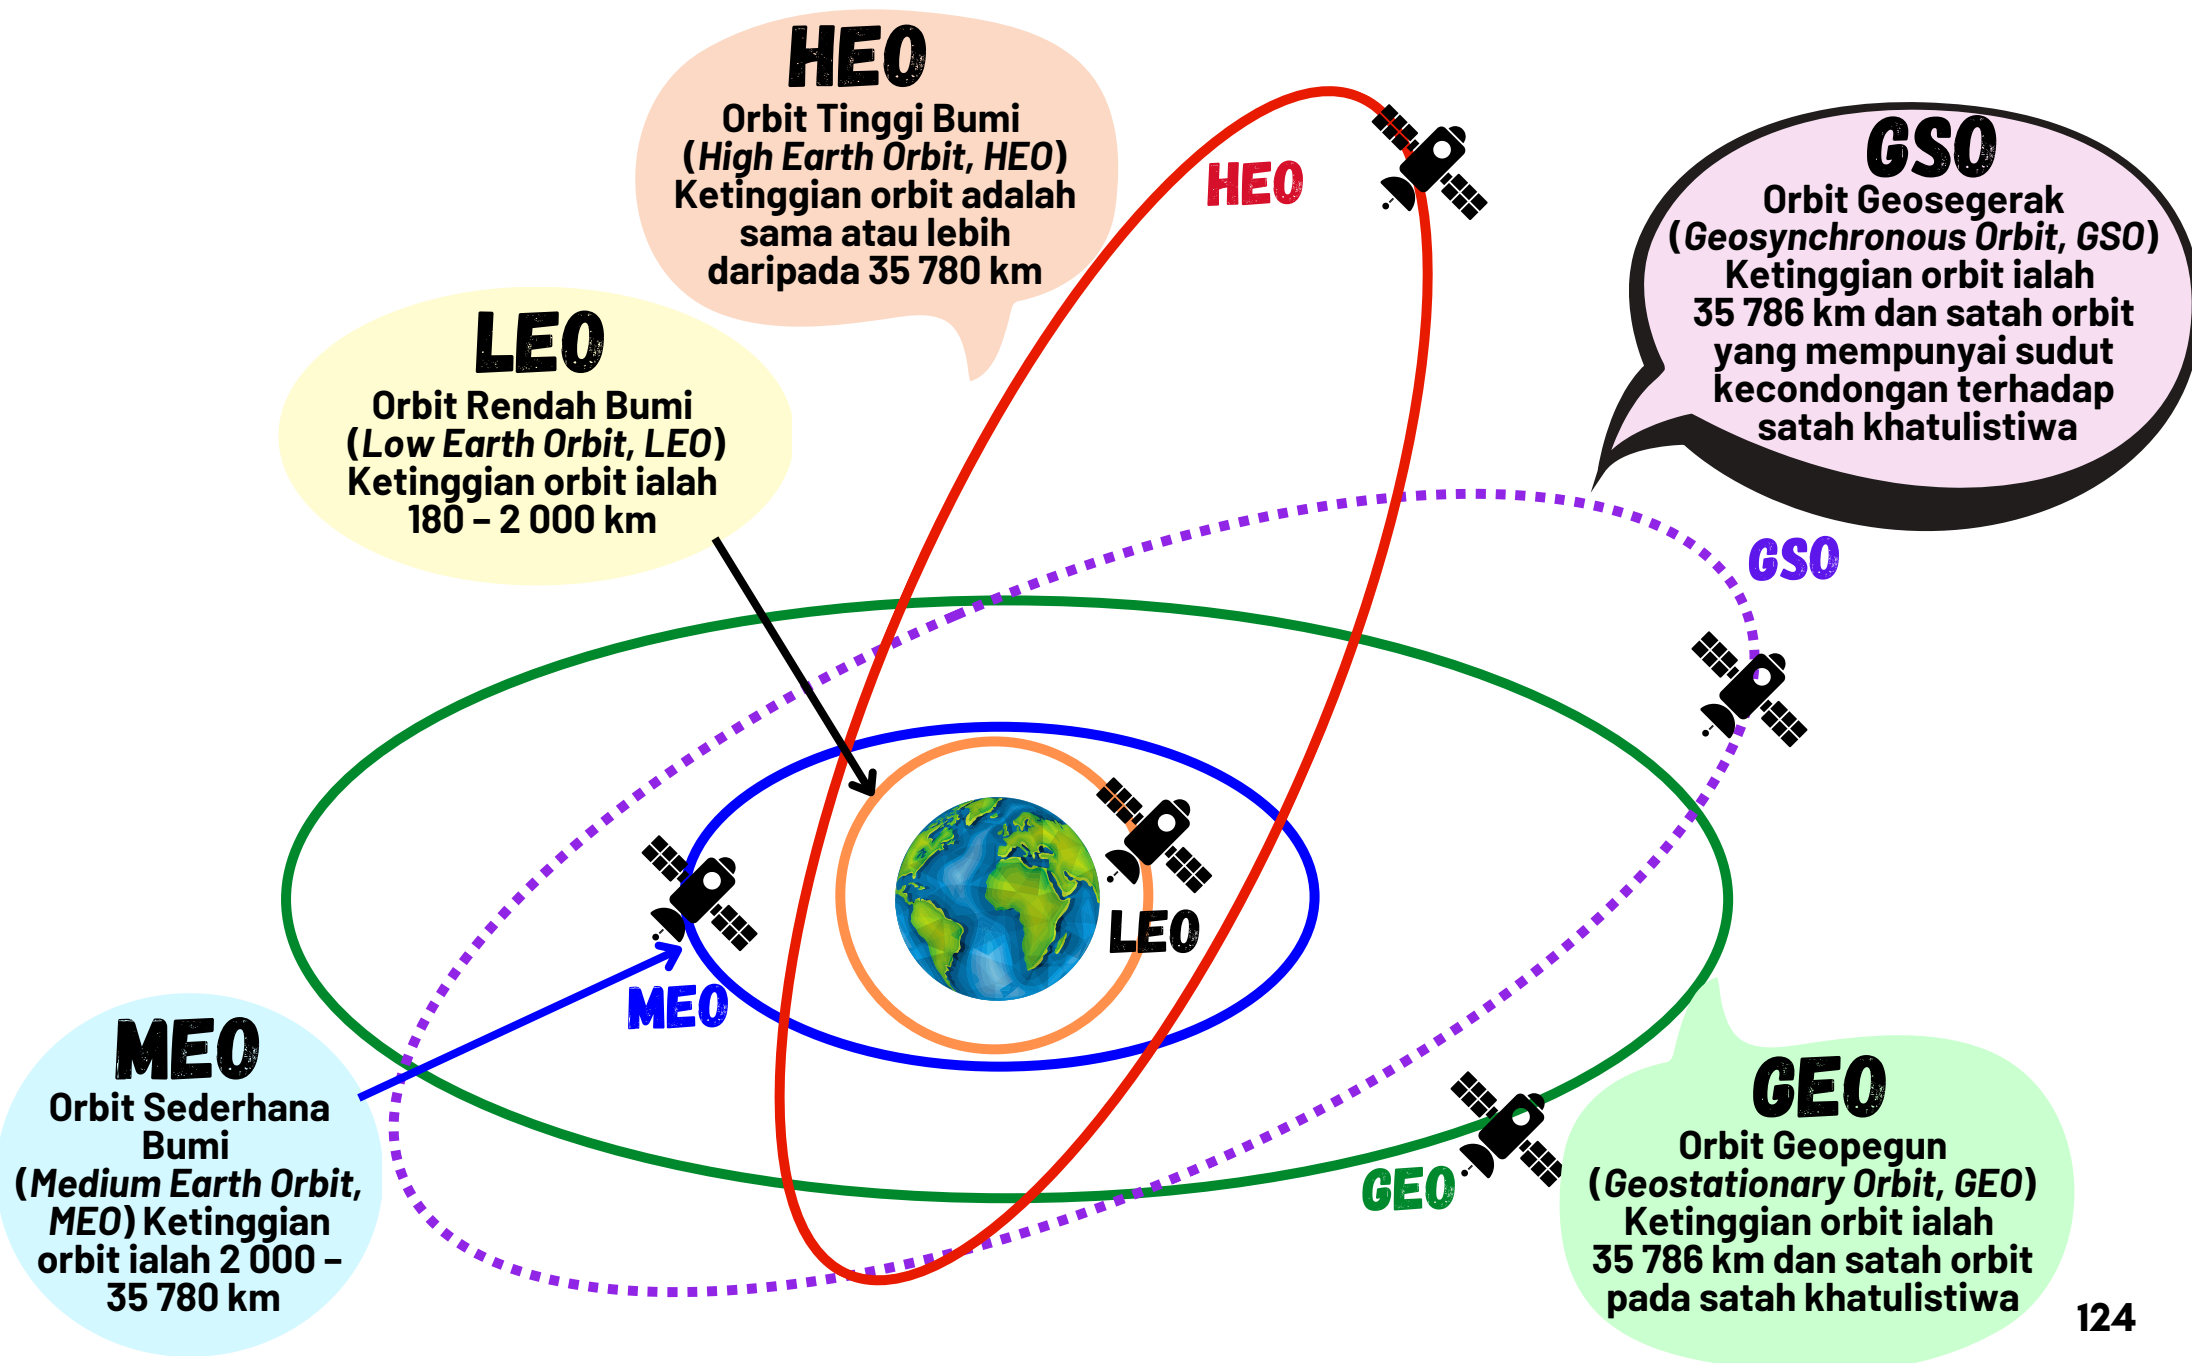 HEO
Orbit Tinggi Bumi
(High Earth Orbit, HEO)
Ketinggian orbit adalah
sama atau lebih
daripada 35 780 km
HEO
GSO
Orbit Geosegerak
(Geosynchronous Orbit, GSO)
Ketinggian orbit ialah
35 786 km dan satah orbit
yang mempunyai sudut
kecondongan terhadap
satah khatulistiwa
LEO
Orbit Rendah Bumi
(Low Earth Orbit, LEO)
Ketinggian orbit ialah
180 – 2 000 km
GSO
LEO
MEO
MEO
Orbit Sederhana
Bumi
(Medium Earth Orbit,
MEO) Ketinggian
orbit ialah 2 000 –
35 780 km
GEO
GEO
Orbit Geopegun
(Geostationary Orbit, GEO)
Ketinggian orbit ialah
35 786 km dan satah orbit
pada satah khatulistiwa
124